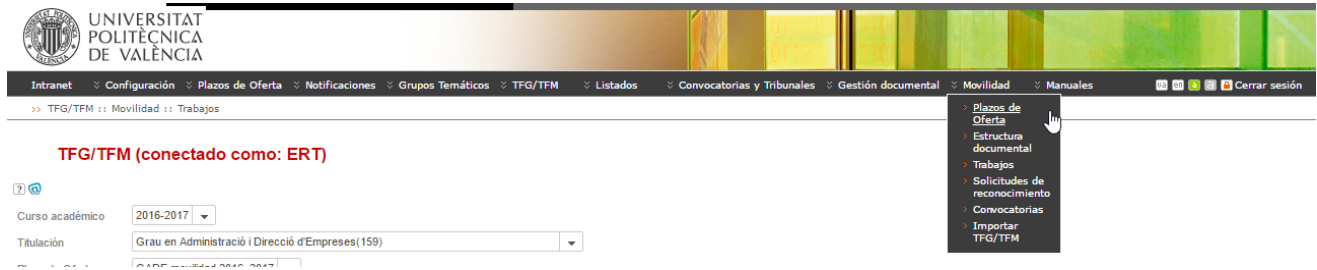 UNIVERSITAT
POLITÈCNICA
DE VALÈNCIA
Intranet Configuración Plazos de Oferta Notificaciones Grupos Temáticos TFG/TFM Listados Convocatorias y Tribunales Gestión documental Movilidad Manuales va en a a Cerrar sesión
>> TFG/TFM :: Movilidad :: Trabajos
Plazos de
Oferta
Estructura
documental
Trabajos
Solicitudes de
reconocimiento
Convocatorias
Importar
TFG/TFM
TFG/TFM (conectado como: ERT)
?
Curso académico 2016-2017
Titulación Grau en Administració i Direcció d'Empreses(159)